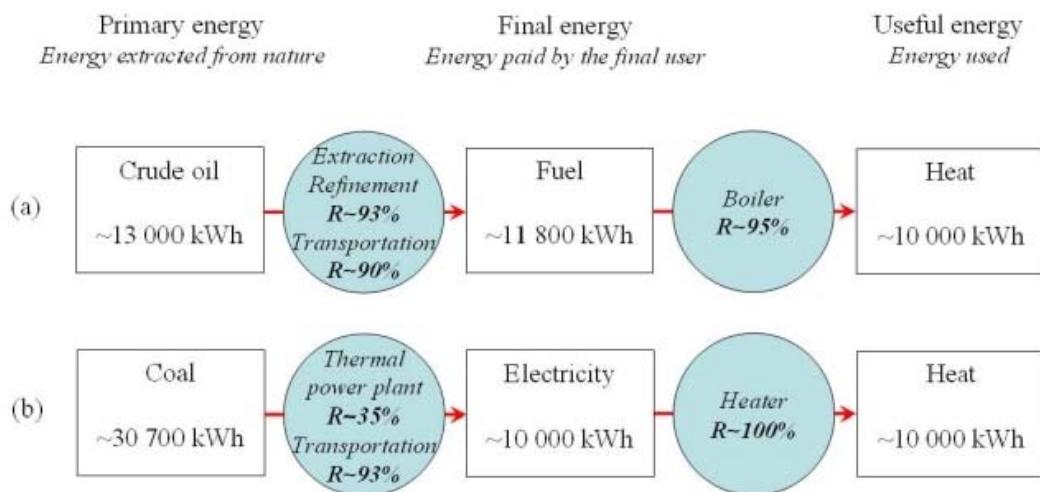 Primary energy
Energy extracted from nature
Final energy
Energy paid by the final user
Useful energy
Energy used
(a)
Crude oil
~13 000 kWh
Extraction
Refinement
R~93%
Transportation
R~90%
Fuel
~11 800 kWh
Boiler
R~95%
Heat
~10 000 kWh
(b)
Coal
~30 700 kWh
Thermal
power plant
R~35%
Transportation
R~93%
Electricity
~10 000 kWh
Heater
R~100%
Heat
~10 000 kWh